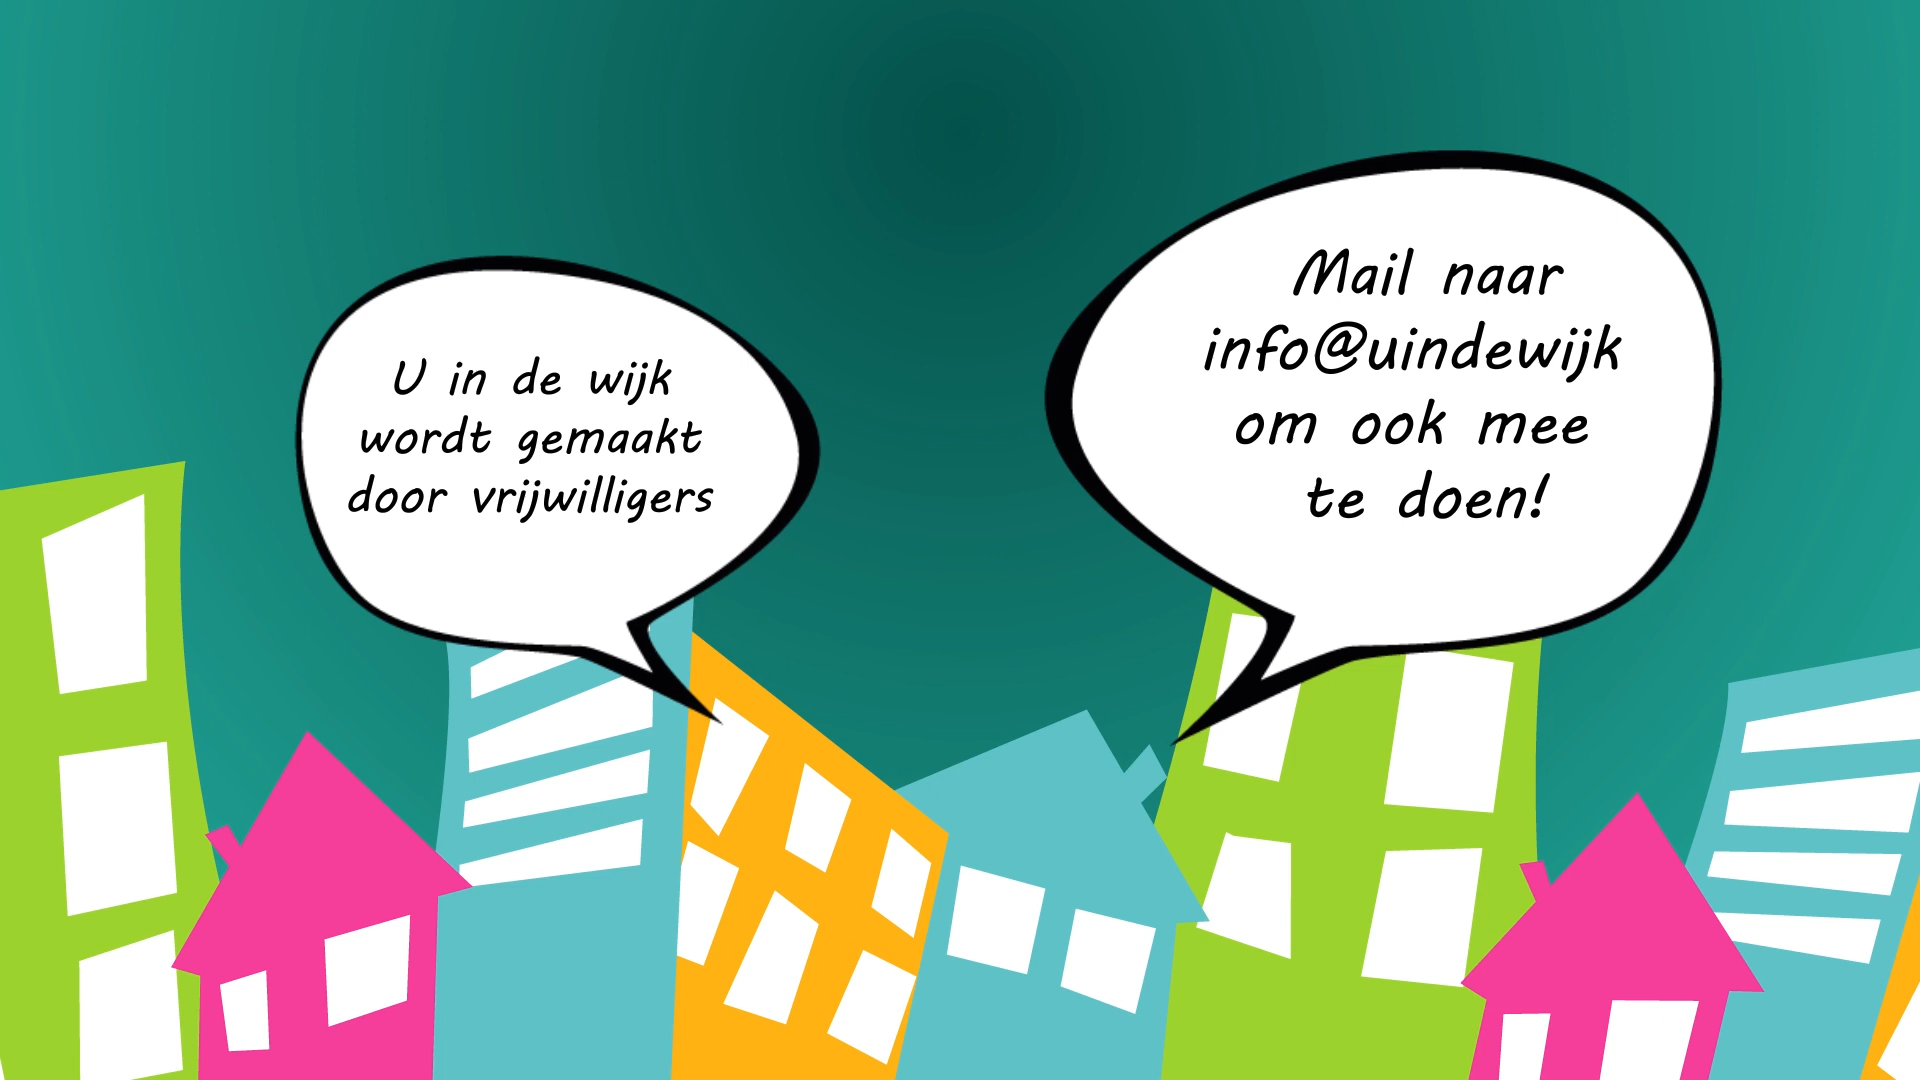 U in de wijk
wordt gemaakt
door vrijwilligers
Mail naar
info@uindewijk
om ook mee
te doen!